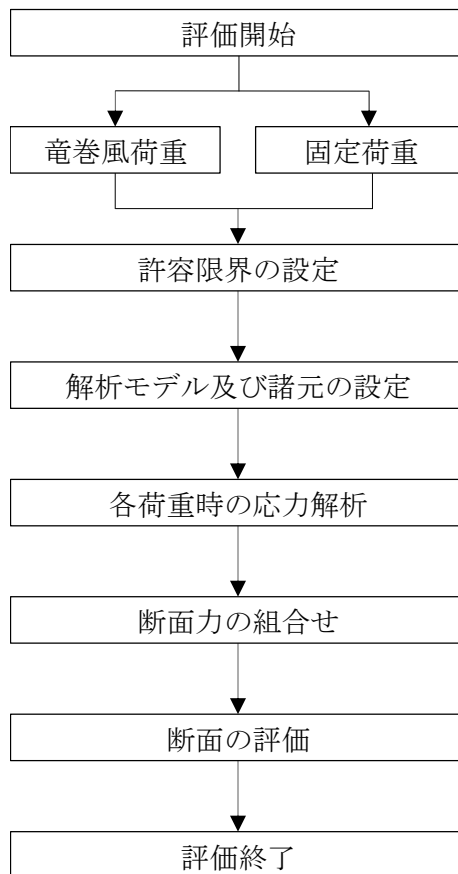 評価開始
竜巻風荷重
固定荷重
許容限界の設定
解析モデル及び諸元の設定
各荷重時の応力解析
断面力の組合せ
断面の評価
評価終了